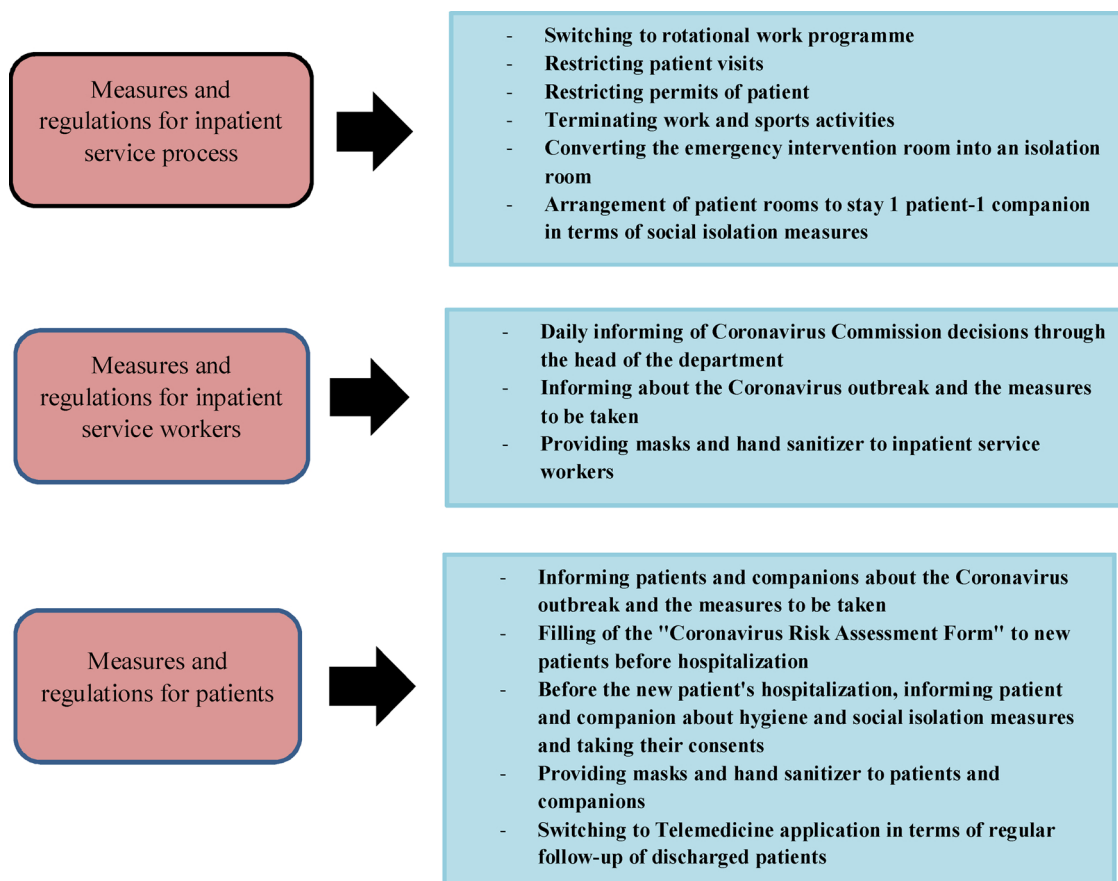 Measures and
regulations for inpatient
service process
- Switching to rotational work programme
- Restricting patient visits
- Restricting permits of patient
- Terminating work and sports activities
- Converting the emergency intervention room into an isolation
room
- Arrangement of patient rooms to stay 1 patient-1 companion
in terms of social isolation measures
Measures and
regulations for inpatient
service workers
- Daily informing of Coronavirus Commission decisions through
the head of the department
- Informing about the Coronavirus outbreak and the measures
to be taken
- Providing masks and hand sanitizer to inpatient service
workers
Measures and
regulations for patients
- Informing patients and companions about the Coronavirus
outbreak and the measures to be taken
- Filling of the "Coronavirus Risk Assessment Form" to new
patients before hospitalization
- Before the new patient's hospitalization, informing patient
and companion about hygiene and social isolation measures
and taking their consents
- Providing masks and hand sanitizer to patients and
companions
- Switching to Telemedicine application in terms of regular
follow-up of discharged patients